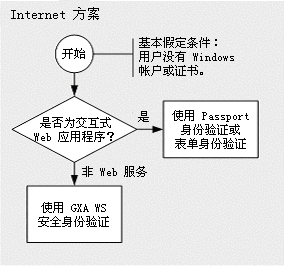 Internet 方案
开始
基本假定条件：
用户没有 Windows
帐户或证书。
是否为交互式
Web 应用程序？
是
使用 Passport
身份验证或
表单身份验证
非 Web 服务
使用 GXA WS
安全身份验证